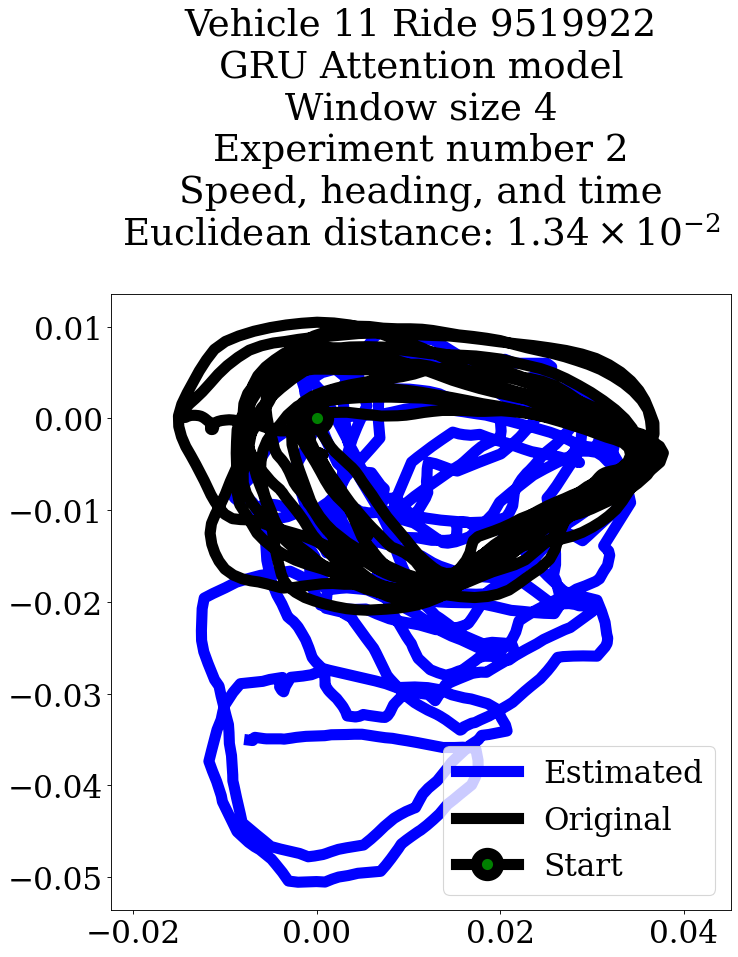 Vehicle 11 Ride 9519922
GRU Attention model
Window size 4
Experiment number 2
Speed, heading, and time
Euclidean distance: 1.34 × 10⁻²
0.01
0.00
−0.01
−0.02
−0.03
−0.04
−0.05
Estimated
Original
Start
−0.02 0.00 0.02 0.04